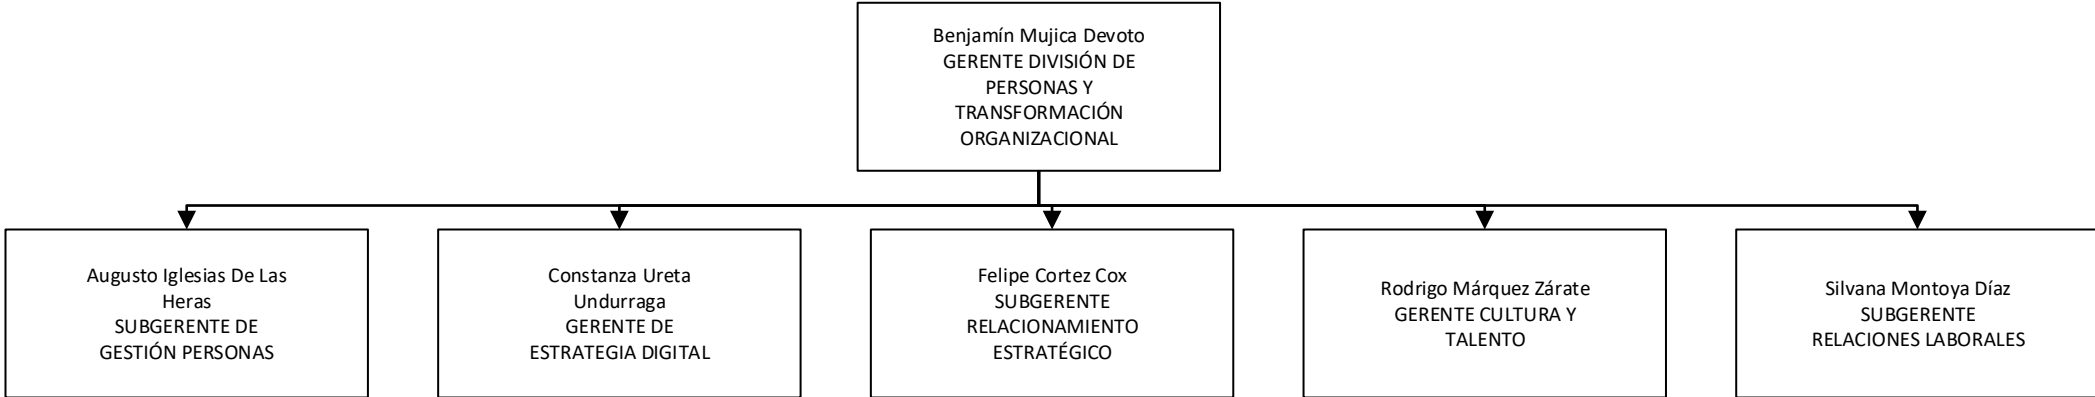 Benjamín Mujica Devoto
GERENTE DIVISIÓN DE
PERSONAS Y
TRANSFORMACIÓN
ORGANIZACIONAL
Augusto Iglesias De Las
Heras
SUBGERENTE DE
GESTIÓN PERSONAS
Constanza Ureta
Undurraga
GERENTE DE
ESTRATEGIA DIGITAL
Felipe Cortez Cox
SUBGERENTE
RELACIONAMIENTO
ESTRATÉGICO
Rodrigo Márquez Zárate
GERENTE CULTURA Y
TALENTO
Silvana Montoya Díaz
SUBGERENTE
RELACIONES LABORALES